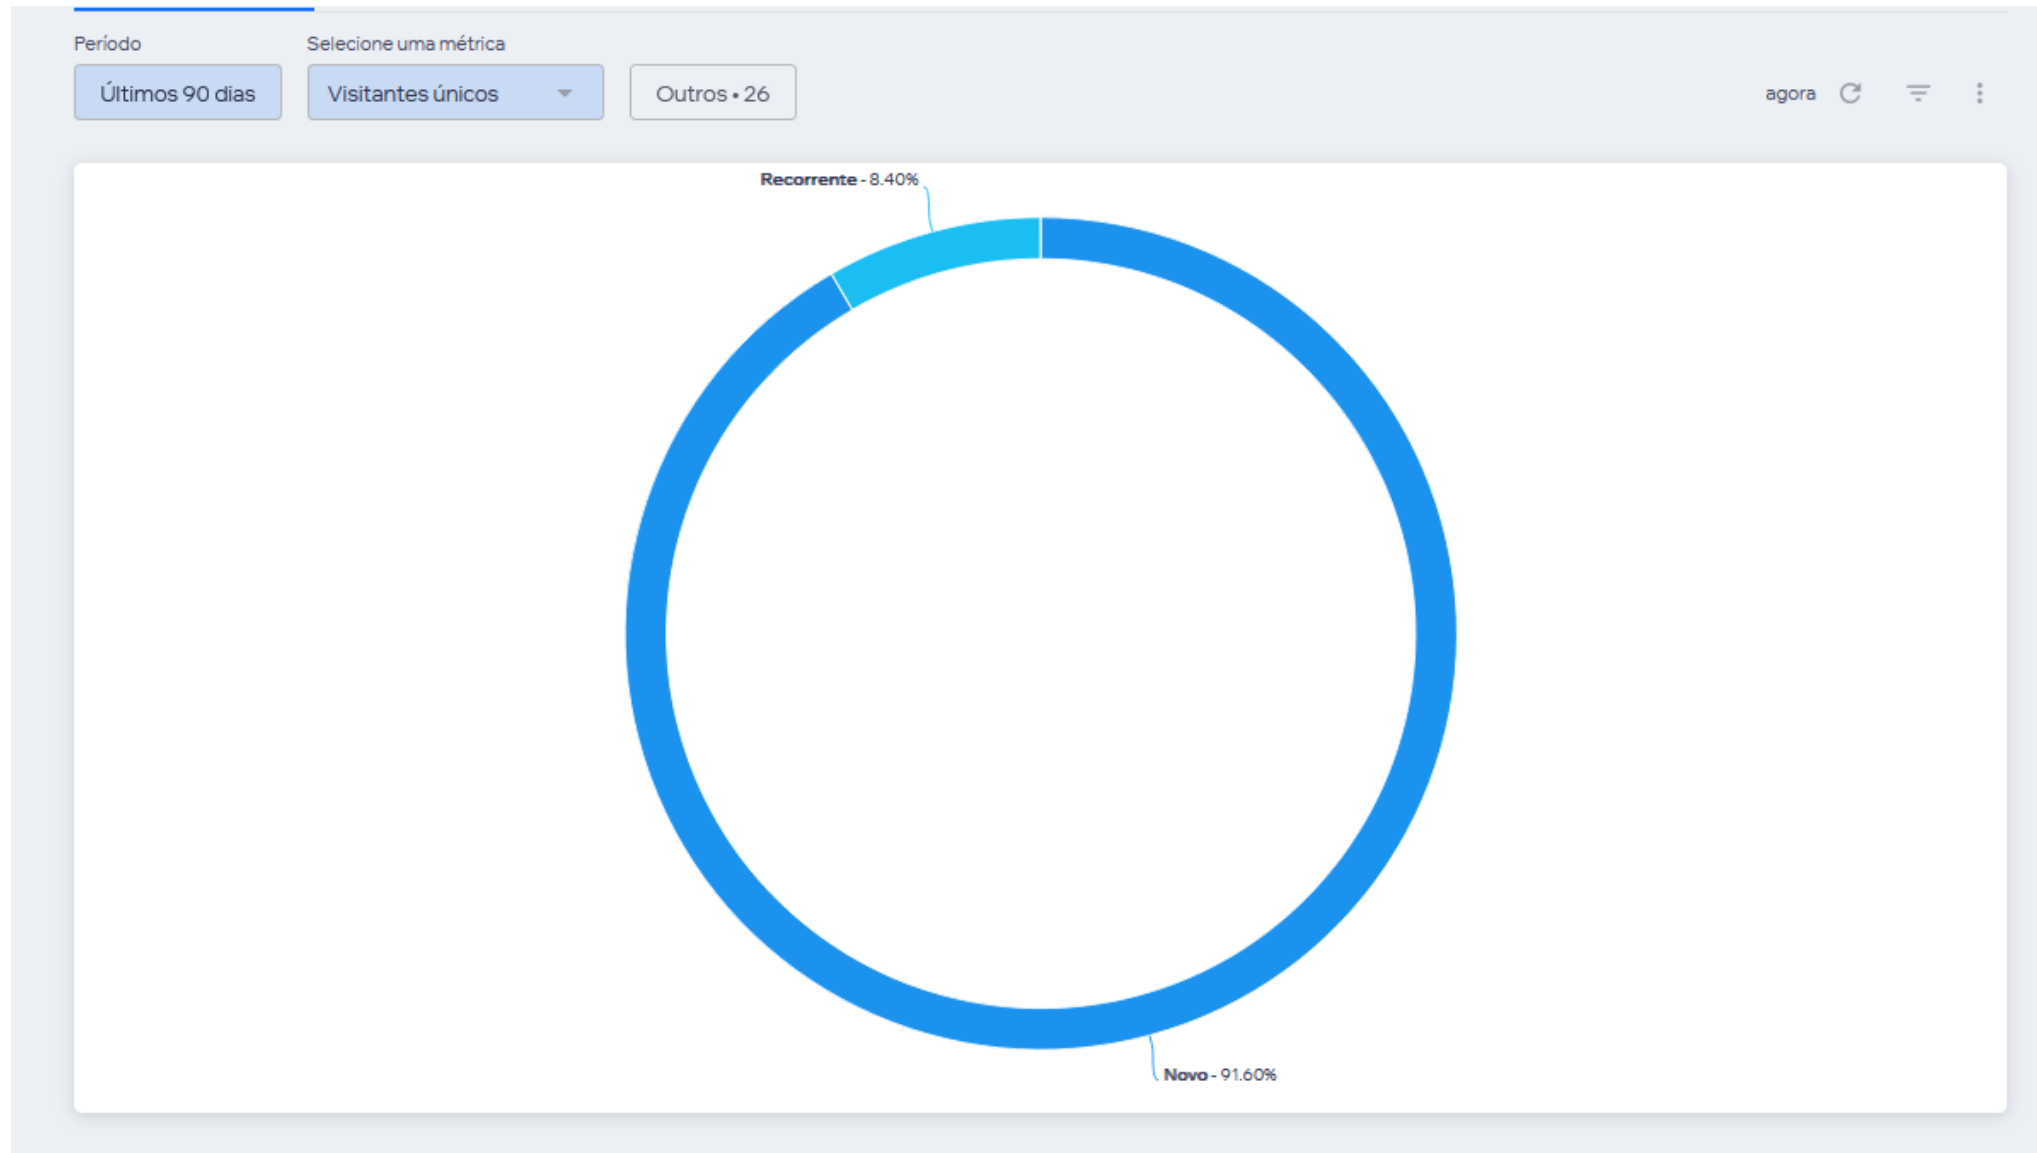 Período
Selecione uma métrica
Últimos 90 dias
Visitantes únicos
Outros • 26
agora
Recorrente - 8.40%
Novo - 91.60%